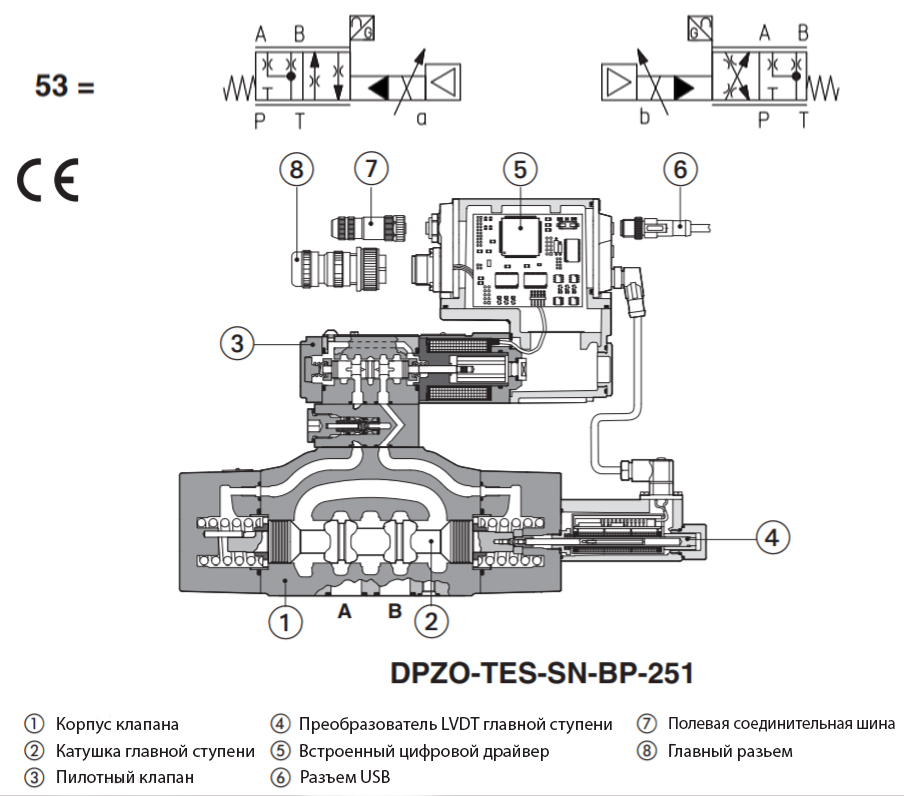 A B G A B
53 =
P T a b P T
CE
8 7 5 6
3
4
A B
1 2
DPZO-TES-SN-BP-251
1 Корпус клапана 4 Преобразователь LVDT главной ступени 7 Полевая соединительная шина
2 Катушка главной ступени 5 Встроенный цифровой драйвер 8 Главный разьем
3 Пилотный клапан 6 Разъем USB